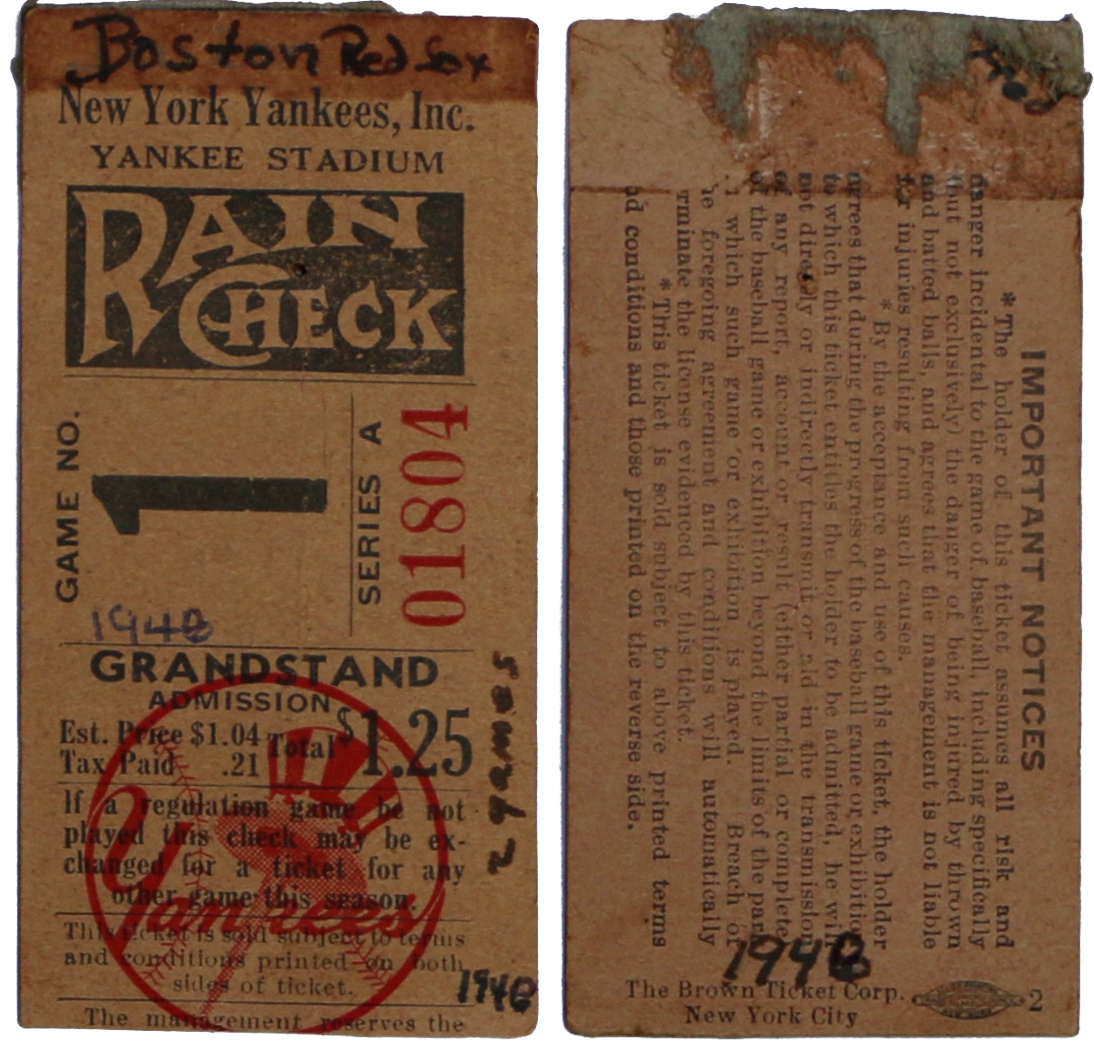 Boston Red Sox
New York Yankees, Inc.
YANKEE STADIUM
RAIN
CHECK
GAME NO.
1
SERIES A
01804
1948
GRANDSTAND
ADMISSION
Est. Price $1.04
Tax Paid .21
Total $1.25
2 games
If a regulation game be not
played this check may be ex-
changed for a ticket for any
other game this season.
Yankees
This ticket is sold subject to terms
and conditions printed on both
sides of ticket.
1948
The management reserves the
IMPORTANT NOTICES
*The holder of this ticket assumes all risk and
danger incidental to the game of baseball, including specifically
(but not exclusively) the danger of being injured by thrown
and batted balls, and agrees that the management is not liable
for injuries resulting from such causes.
*By the acceptance and use of this ticket, the holder
agrees that during the progress of the baseball game or exhibition
to which this ticket entitles the holder to be admitted, he will
not directly or indirectly transmit or aid in the transmission
of any report, account or result (either partial or complete)
of the baseball game or exhibition beyond the limits of the park
in which such game or exhibition is played. Breach of
he foregoing agreement and conditions will automatically
rminate the license evidenced by this ticket.
*This ticket is sold subject to above printed terms
nd conditions and those printed on the reverse side.
1948
The Brown Ticket Corp.
New York City
2